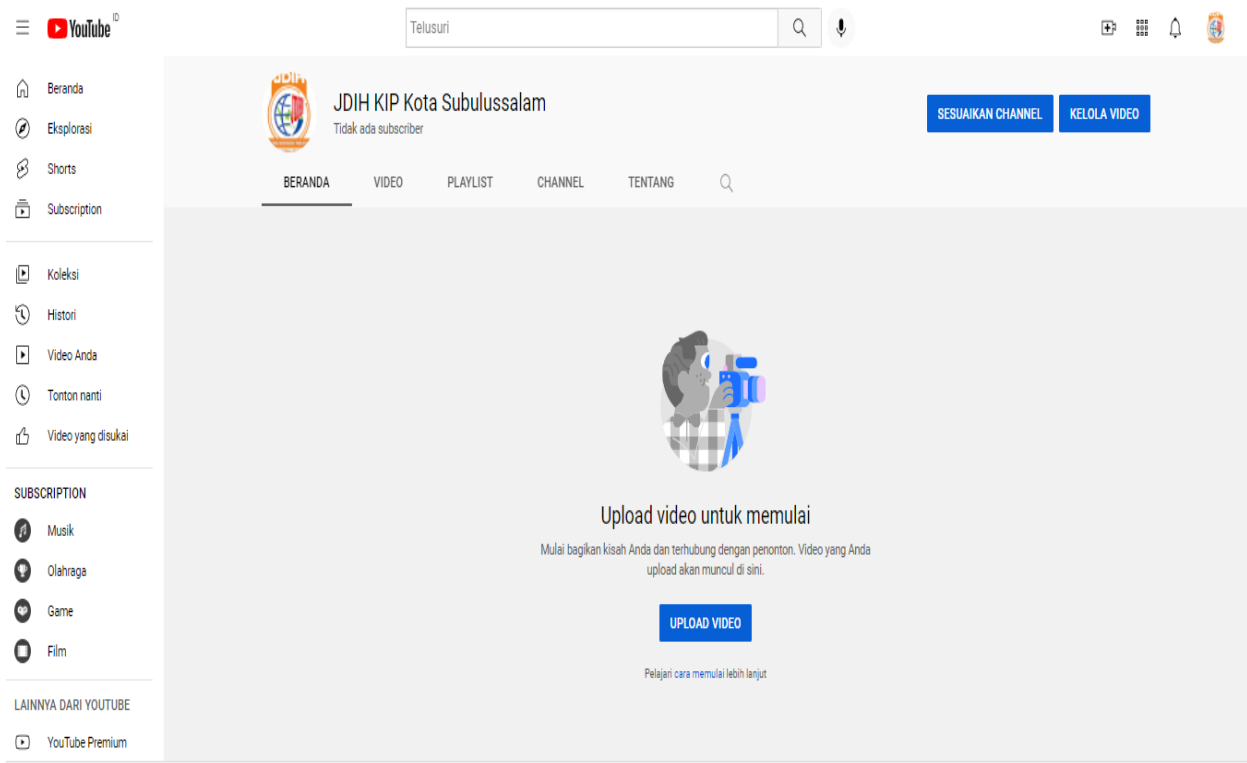 YouTube ID
Telusuri
Beranda
Eksplorasi
Shorts
Subscription
Koleksi
Histori
Video Anda
Tonton nanti
Video yang disukai
SUBSCRIPTION
Musik
Olahraga
Game
Film
LAINNYA DARI YOUTUBE
YouTube Premium
JDIH
JDIH KIP Kota Subulussalam
Tidak ada subscriber
SESUAIKAN CHANNEL
KELOLA VIDEO
BERANDA VIDEO PLAYLIST CHANNEL TENTANG
Upload video untuk memulai
Mulai bagikan kisah Anda dan terhubung dengan penonton. Video yang Anda
upload akan muncul di sini.
UPLOAD VIDEO
Pelajari cara memulai lebih lanjut